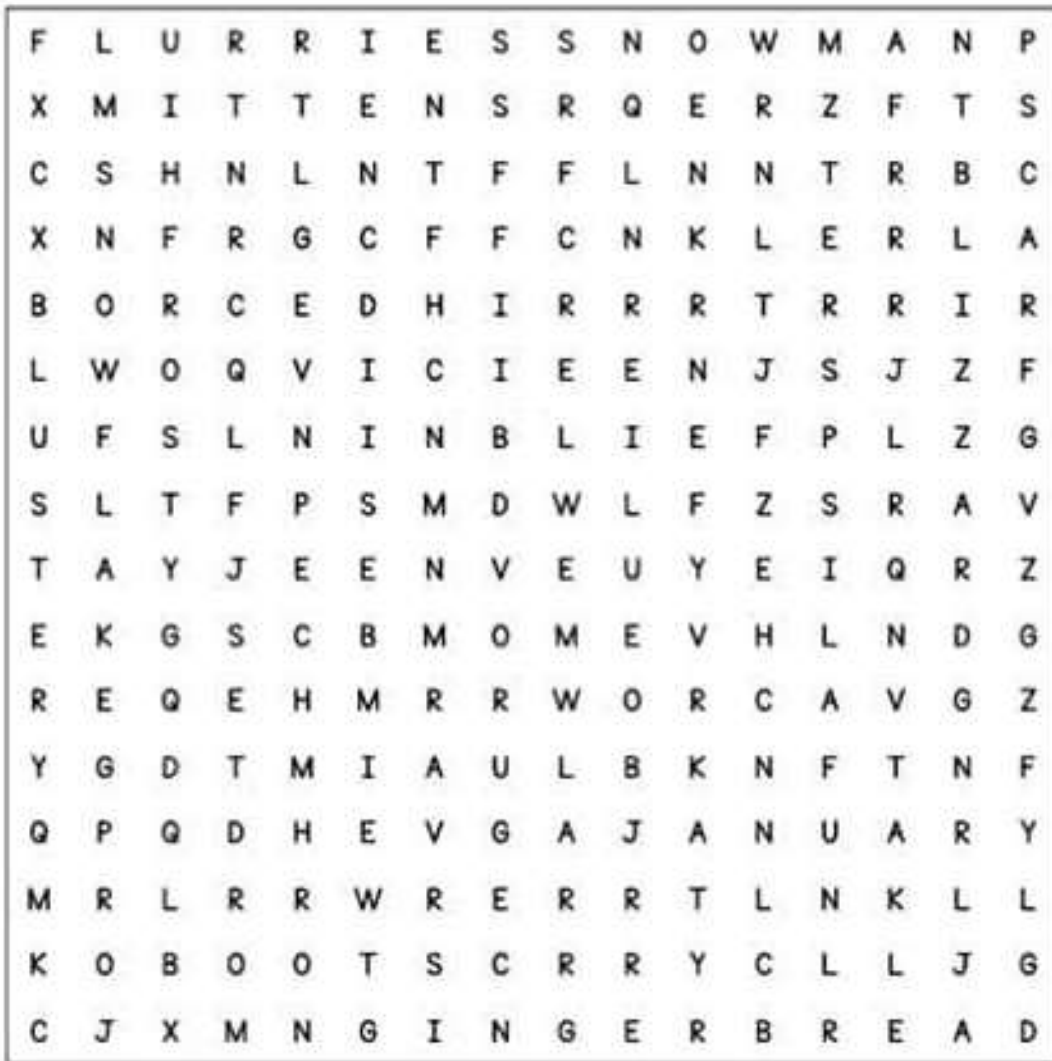 F L U R R I E S S N O W M A N P
X M I T T E N S R Q E R Z F T S
C S H N L N T F F L N N T R B C
X N F R G C F F C N K L E R L A
B O R C E D H I R R R T R R I R
L W O Q V I C I E E N J S J Z F
U F S L N I N B L I E F P L Z G
S L T F P S M D W L F Z S R A V
T A Y J E E N V E U Y E I Q R Z
E K G S C B M O M E V H L N D G
R E Q E H M R R W O R C A V G Z
Y G D T M I A U L B K N F T N F
Q P Q D H E V G A J A N U A R Y
M R L R R W R E R R T L N K L L
K O B O O T S C R R Y C L L J G
C J X M N G I N G E R B R E A D